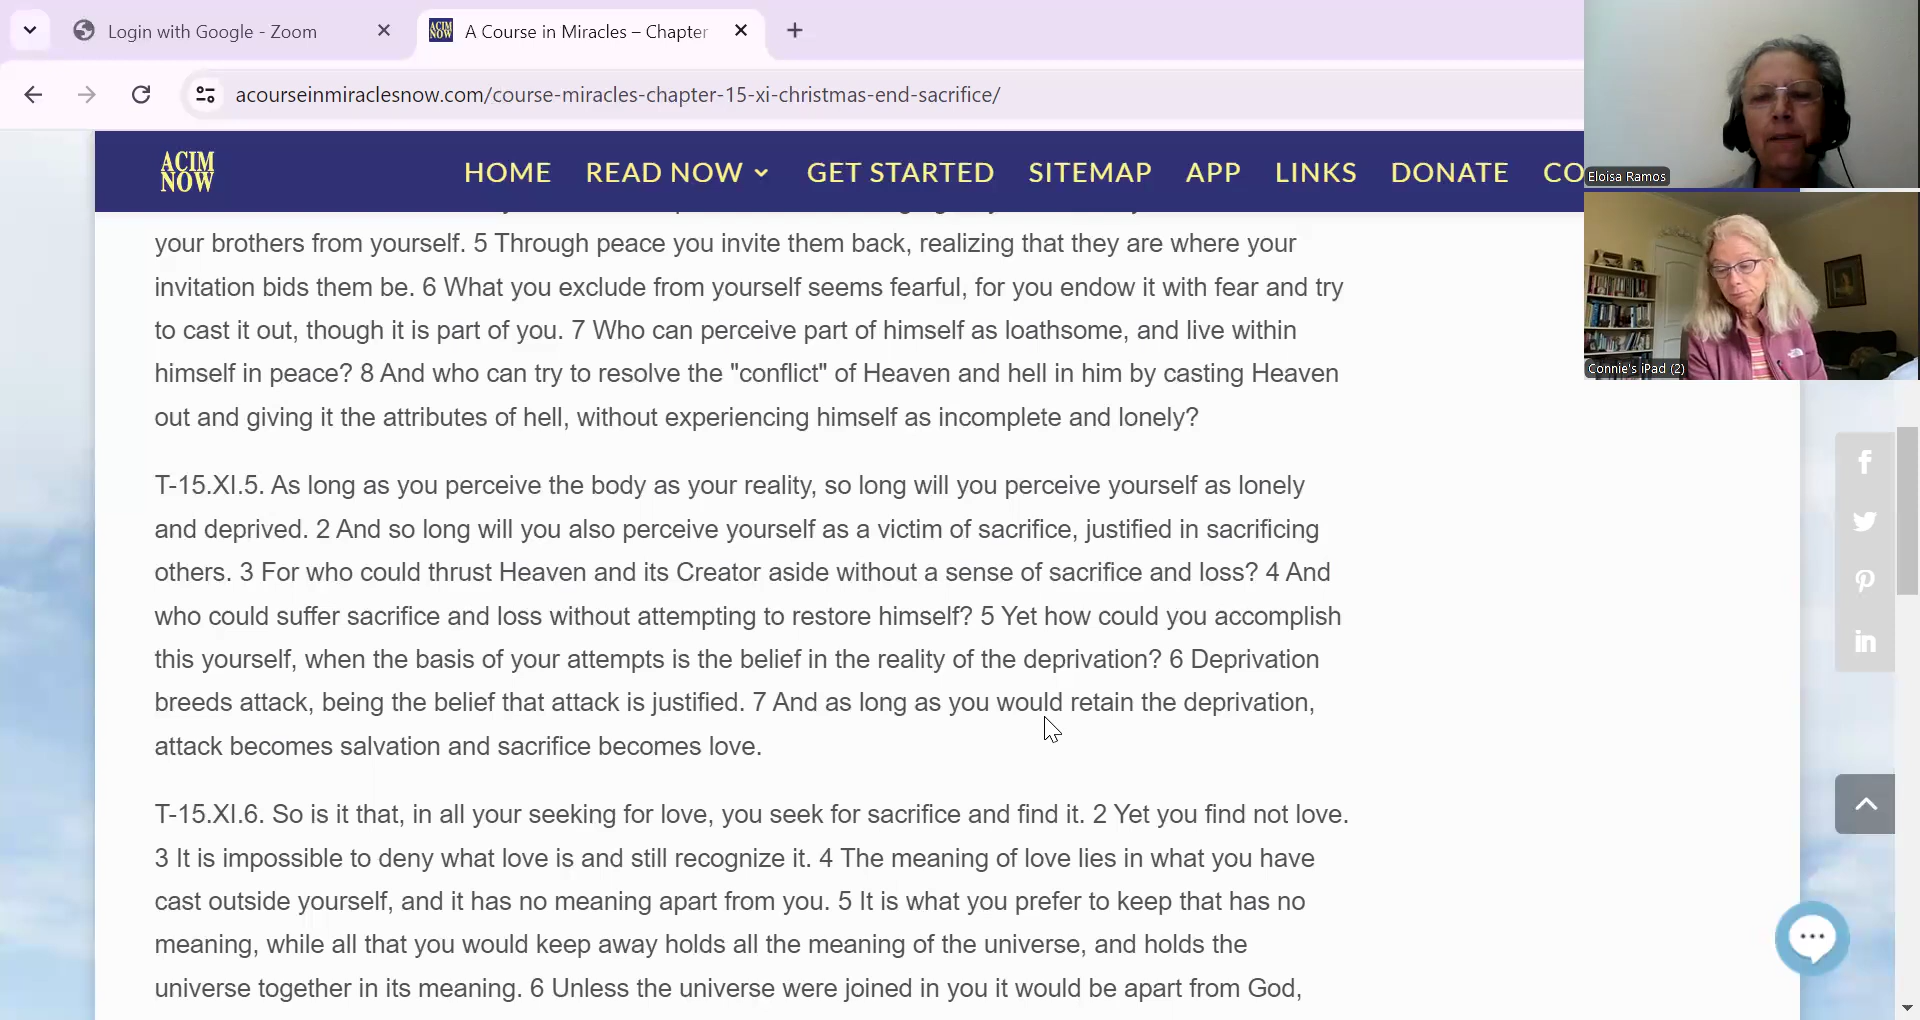 Login with Google - Zoom
A Course in Miracles – Chapter
acourseinmiraclesnow.com/course-miracles-chapter-15-xi-christmas-end-sacrifice/
ACIM
NOW
ACIM
NOW
HOME READ NOW GET STARTED SITEMAP APP LINKS DONATE CO
Eloisa Ramos
Connie's iPad (2)
your brothers from yourself. 5 Through peace you invite them back, realizing that they are where your
invitation bids them be. 6 What you exclude from yourself seems fearful, for you endow it with fear and try
to cast it out, though it is part of you. 7 Who can perceive part of himself as loathsome, and live within
himself in peace? 8 And who can try to resolve the "conflict" of Heaven and hell in him by casting Heaven
out and giving it the attributes of hell, without experiencing himself as incomplete and lonely?
T-15.XI.5. As long as you perceive the body as your reality, so long will you perceive yourself as lonely
and deprived. 2 And so long will you also perceive yourself as a victim of sacrifice, justified in sacrificing
others. 3 For who could thrust Heaven and its Creator aside without a sense of sacrifice and loss? 4 And
who could suffer sacrifice and loss without attempting to restore himself? 5 Yet how could you accomplish
this yourself, when the basis of your attempts is the belief in the reality of the deprivation? 6 Deprivation
breeds attack, being the belief that attack is justified. 7 And as long as you would retain the deprivation,
attack becomes salvation and sacrifice becomes love.
T-15.XI.6. So is it that, in all your seeking for love, you seek for sacrifice and find it. 2 Yet you find not love.
3 It is impossible to deny what love is and still recognize it. 4 The meaning of love lies in what you have
cast outside yourself, and it has no meaning apart from you. 5 It is what you prefer to keep that has no
meaning, while all that you would keep away holds all the meaning of the universe, and holds the
universe together in its meaning. 6 Unless the universe were joined in you it would be apart from God,